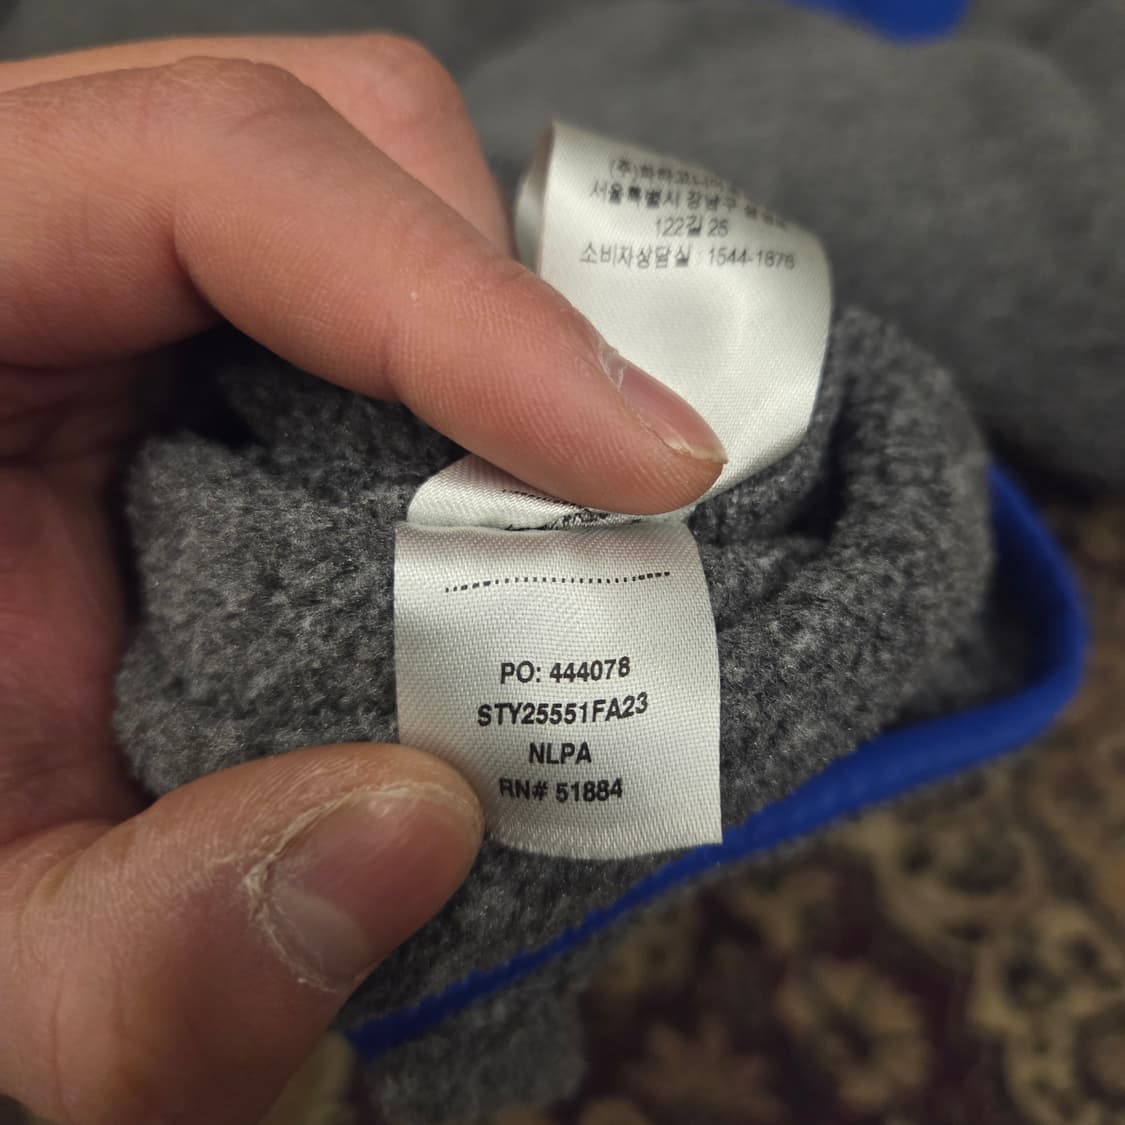 서울특별시 강남구
122길 25
소비자상담실 : 1544-1876
PO: 444078
STY25551FA23
NLPA
RN# 51884